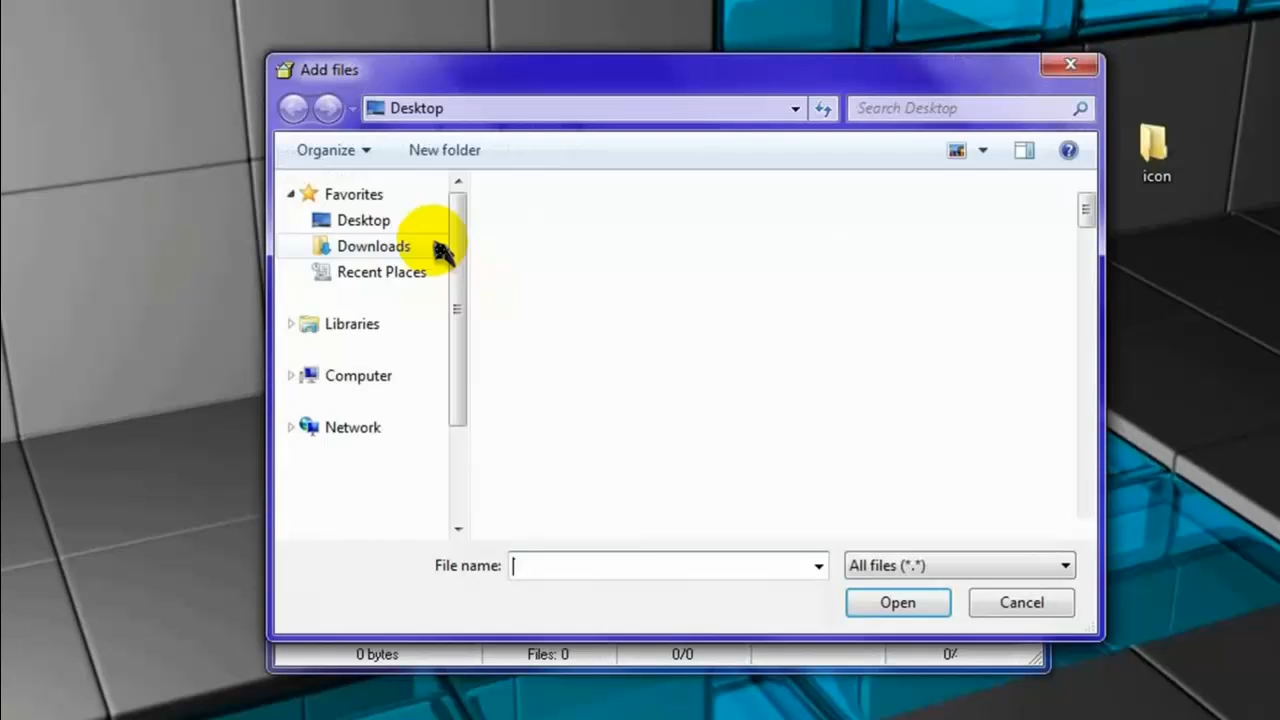 Add files
Desktop
Search Desktop
Organize
New folder
icon
Favorites
Desktop
Downloads
Recent Places
Libraries
Computer
Network
File name:
All files (*.*)
Open
Cancel
0 bytes
Files: 0
0/0
0%